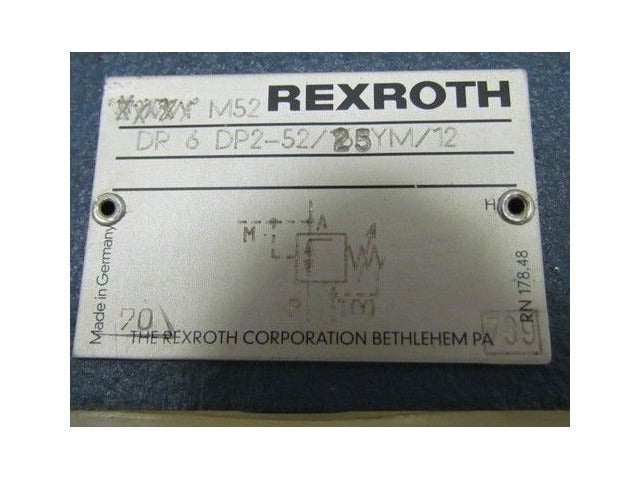 M52 REXROTH
DR 6 DP2-52/25YM/12
H
M A
P Y(T)
Made in Germany
RN 178.48
20
THE REXROTH CORPORATION BETHLEHEM PA
739